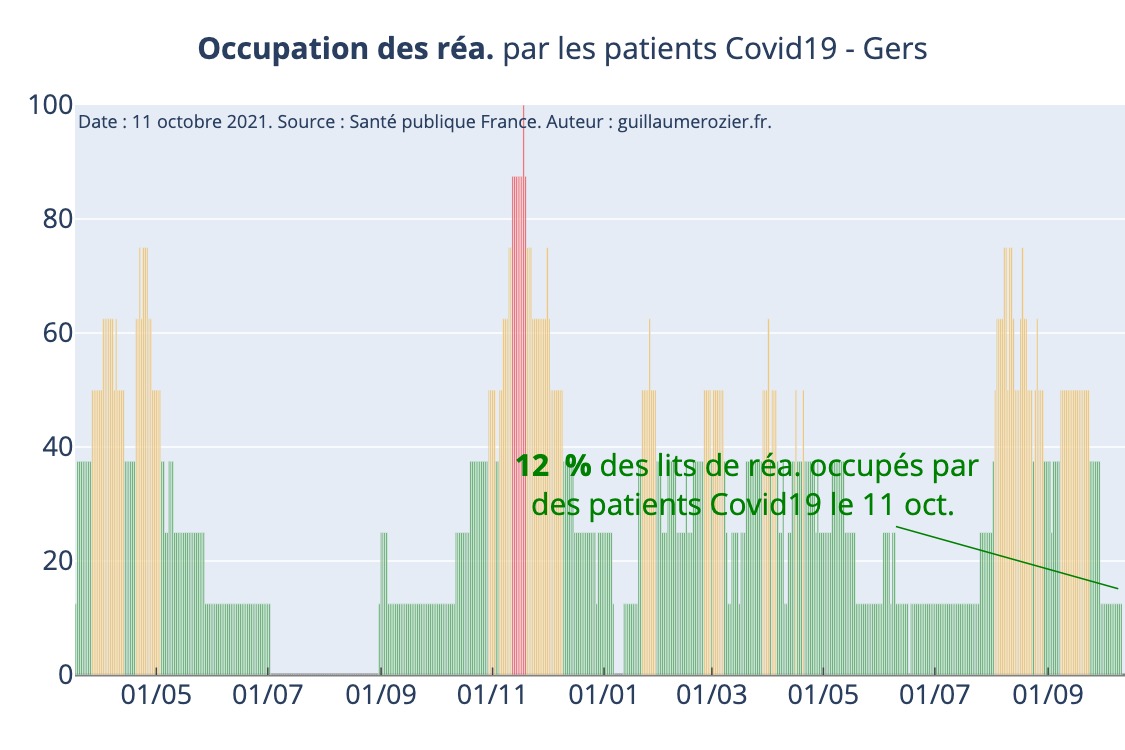 Occupation des réa. par les patients Covid19 - Gers
100
Date : 11 octobre 2021. Source : Santé publique France. Auteur : guillaumerozier.fr.
80
60
40
12 % des lits de réa. occupés par
des patients Covid19 le 11 oct.
20
0
01/05 01/07 01/09 01/11 01/01 01/03 01/05 01/07 01/09